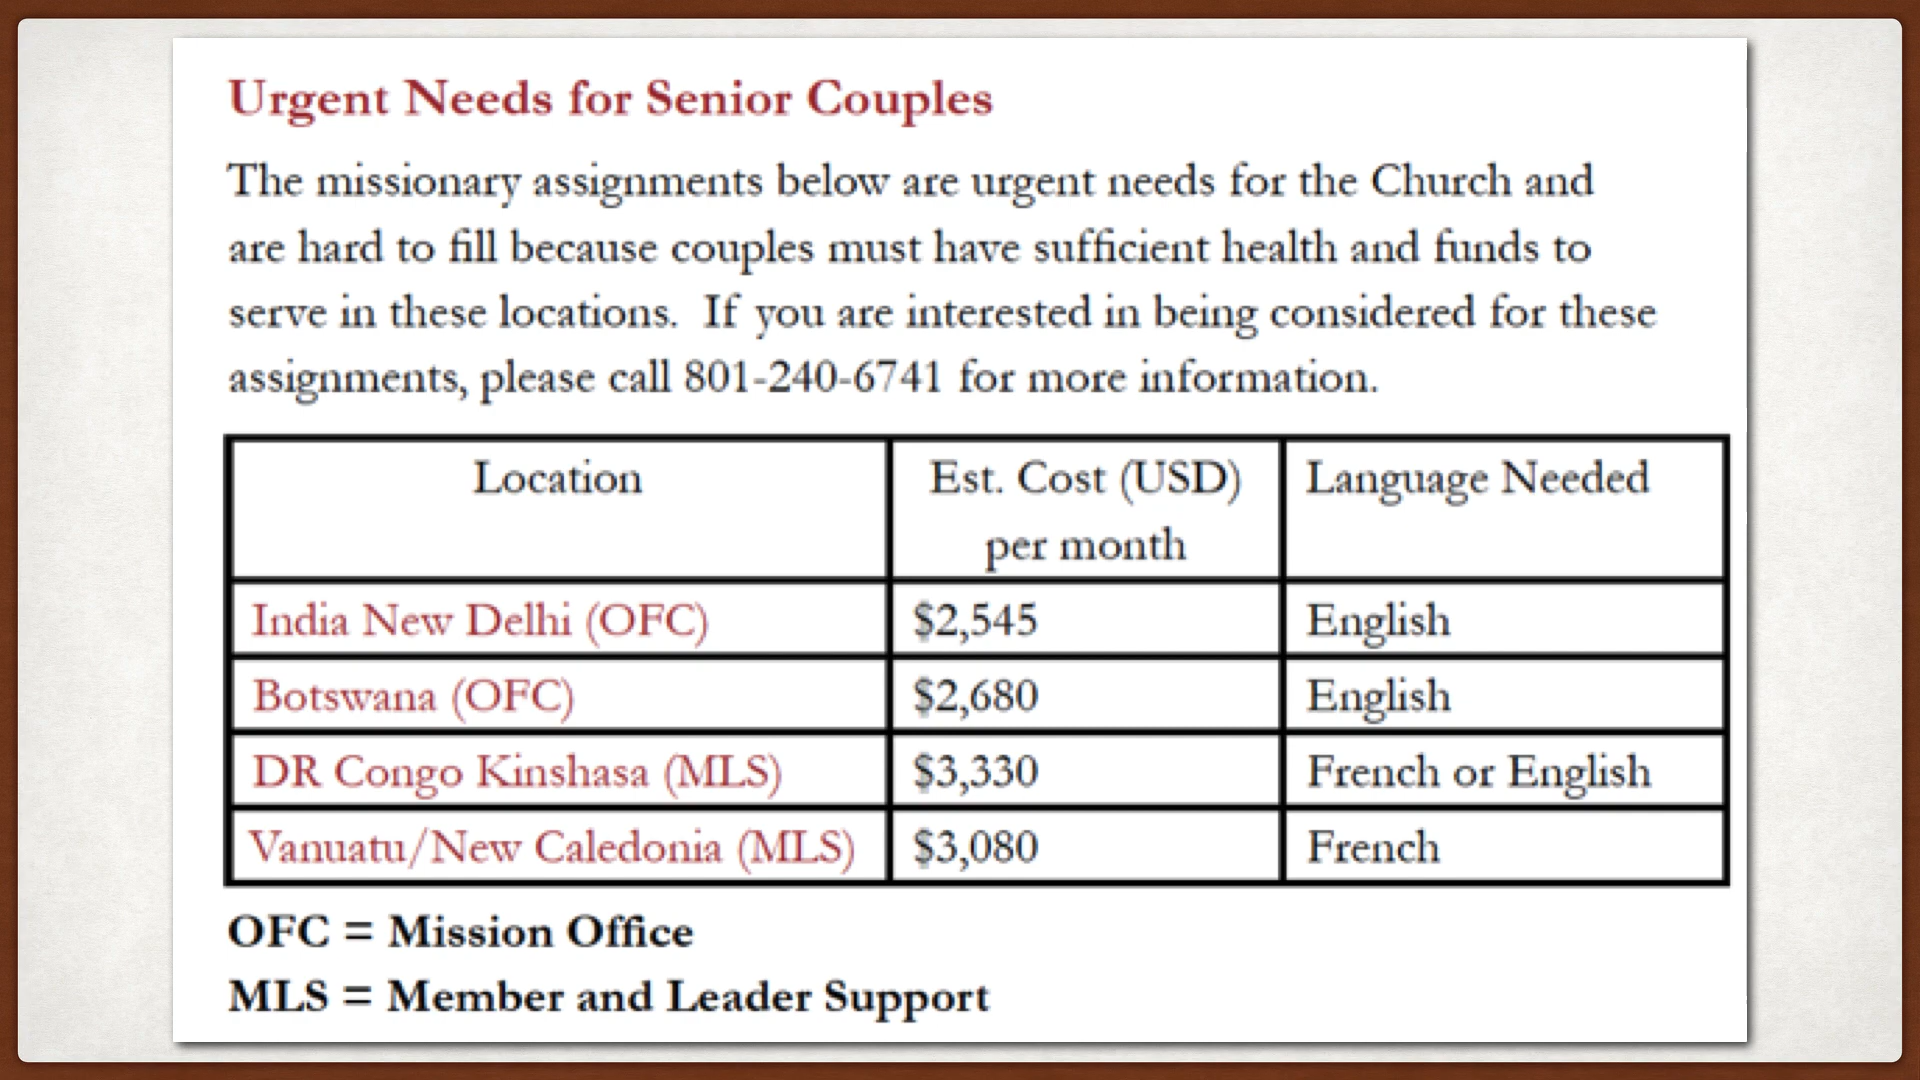 Urgent Needs for Senior Couples
The missionary assignments below are urgent needs for the Church and
are hard to fill because couples must have sufficient health and funds to
serve in these locations.  If you are interested in being considered for these
assignments, please call 801-240-6741 for more information.
Location Est. Cost (USD) per month Language Needed
India New Delhi (OFC) $2,545 English
Botswana (OFC) $2,680 English
DR Congo Kinshasa (MLS) $3,330 French or English
Vanuatu/New Caledonia (MLS) $3,080 French
OFC = Mission Office
MLS = Member and Leader Support